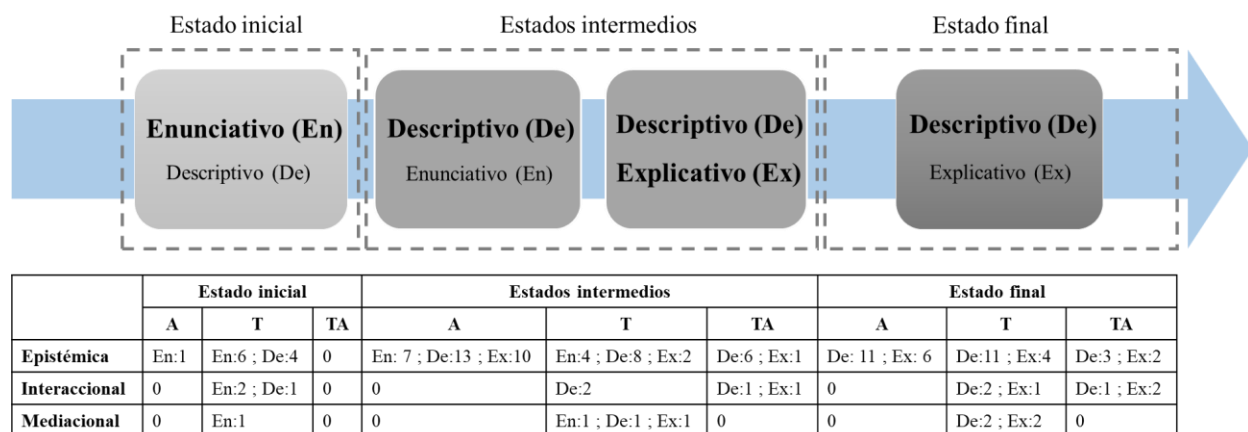 Estado inicial Estados intermedios Estado final
Enunciativo (En) Descriptivo (De) Descriptivo (De) Descriptivo (De)
Descriptivo (De) Enunciativo (En) Explicativo (Ex) Explicativo (Ex)
Estado inicial Estados intermedios Estado final
A T TA A T TA A T TA
Epistémica En:1 En:6 ; De:4 0 En: 7 ; De:13 ; Ex:10 En:4 ; De:8 ; Ex:2 De:6 ; Ex:1 De: 11 ; Ex: 6 De:11 ; Ex:4 De:3 ; Ex:2
Interaccional 0 En:2 ; De:1 0 0 De:2 De:1 ; Ex:1 0 De:2 ; Ex:1 De:1 ; Ex:2
Mediacional 0 En:1 0 0 En:1 ; De:1 ; Ex:1 0 0 De:2 ; Ex:2 0